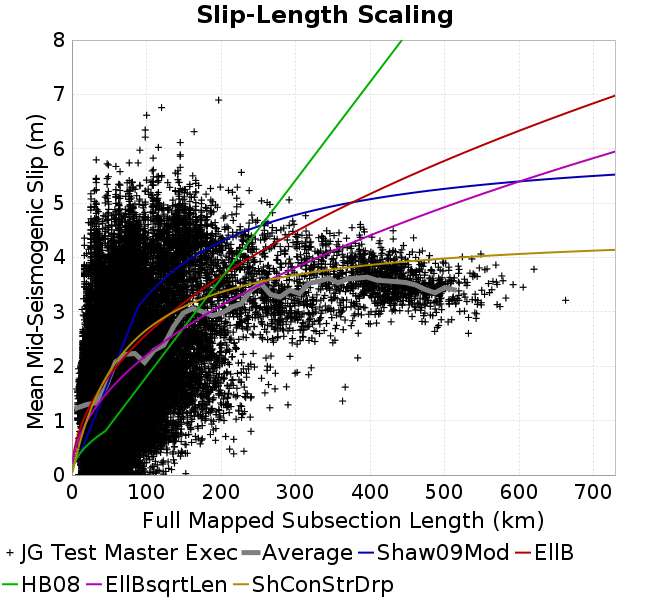 Slip-Length Scaling
Mean Mid-Seismogenic Slip (m)
8
7
6
5
4
3
2
1
0
0 100 200 300 400 500 600 700
Full Mapped Subsection Length (km)
JG Test Master Exec Average Shaw09Mod EllB
HB08 EllBsqrtLen ShConStrDrp